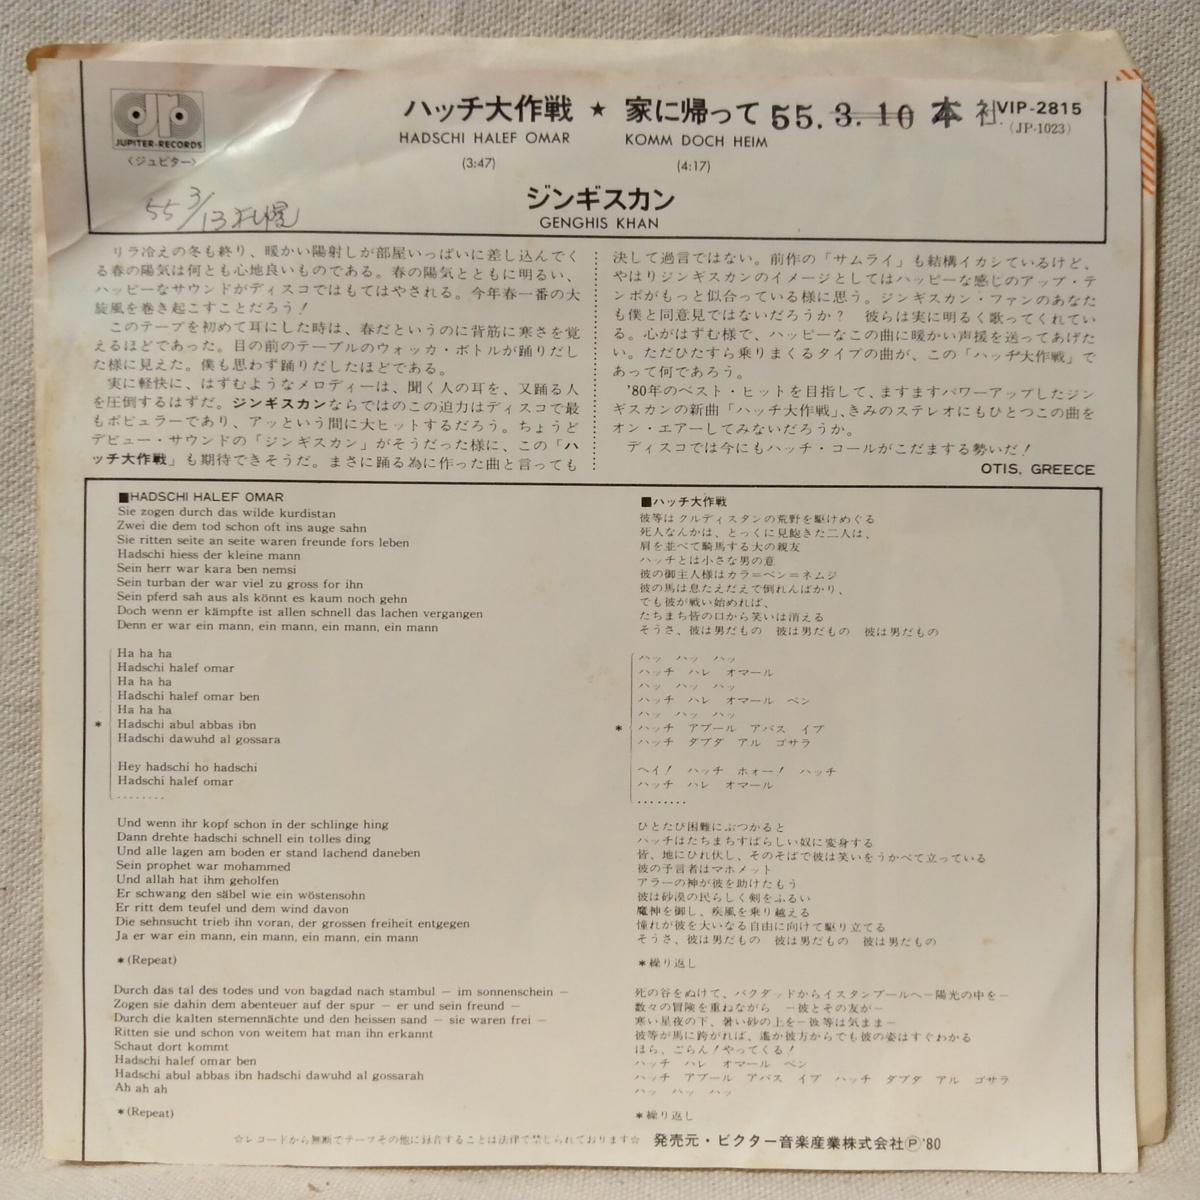 JUPITER-RECORDS
〈ジュピター〉
ハッチ大作戦 ★ 家に帰って
HADSCHI HALEF OMAR KOMM DOCH HEIM
(3:47) (4:17)
55. 3. 10 本社
VIP-2815
(JP-1023)
ジンギスカン
GENGHIS KHAN
55 3/13
リラ冷えの冬も終り、暖かい陽射しが部屋いっぱいに差し込んでく
る春の陽気は何とも心地良いものである。春の陽気とともに明るい、
ハッピーなサウンドがディスコではもてはやされる。今年春一番の大
旋風を巻き起こすことだろう!
このテープを初めて耳にした時は、春だというのに背筋に寒さを覚
えるほどであった。目の前のテーブルのウォッカ・ボトルが踊りだし
た様に見えた。僕も思わず踊りだしたほどである。
実に軽快に、はずむようなメロディーは、聞く人の耳を、又踊る人
を圧倒するはずだ。ジンギスカンならではのこの迫力はディスコで最
もポピュラーであり、アッという間に大ヒットするだろう。ちょうど
デビュー・サウンドの「ジンギスカン」がそうだった様に、この「ハ
ッチ大作戦」も期待できそうだ。まさに踊る為に作った曲と言っても
決して過言ではない。前作の「サムライ」も結構イカシているけど、
やはりジンギスカンのイメージとしてはハッピーな感じのアップ・テ
ンポがもっと似合っている様に思う。ジンギスカン・ファンのあなた
も僕と同意見ではないだろうか? 彼らは実に明るく歌ってくれてい
る。心がはずむ様で、ハッピーなこの曲に暖かい声援を送ってあげた
い。ただひたすら乗りまくるタイプの曲が、この「ハッチ大作戦」で
あって何であろう。
'80年のベスト・ヒットを目指して、ますますパワーアップしたジン
ギスカンの新曲「ハッチ大作戦」、きみのステレオにもひとつこの曲を
オン・エアーしてみないだろうか。
ディスコでは今にもハッチ・コールがこだまする勢いだ!
OTIS, GREECE
■HADSCHI HALEF OMAR
Sie zogen durch das wilde kurdistan
Zwei die dem tod schon oft ins auge sahn
Sie ritten seite an seite waren freunde fors leben
Hadschi hiess der kleine mann
Sein herr war kara ben nemsi
Sein turban der war viel zu gross for ihn
Sein pferd sah aus als könnt es kaum noch gehn
Doch wenn er kämpfte ist allen schnell das lachen vergangen
Denn er war ein mann, ein mann, ein mann, ein mann
Ha ha ha
Hadschi halef omar
Ha ha ha
Hadschi halef omar ben
Ha ha ha
* Hadschi abul abbas ibn
Hadschi dawuhd al gossara
Hey hadschi ho hadschi
Hadschi halef omar
........
Und wenn ihr kopf schon in der schlinge hing
Dann drehte hadschi schnell ein tolles ding
Und alle lagen am boden er stand lachend daneben
Sein prophet war mohammed
Und allah hat ihm geholfen
Er schwang den säbel wie ein wöstensohn
Er ritt dem teufel und dem wind davon
Die sehnsucht trieb ihn voran, der grossen freiheit entgegen
Ja er war ein mann, ein mann, ein mann, ein mann
*(Repeat)
Durch das tal des todes und von bagdad nach stambul — im sonnenschein —
Zogen sie dahin dem abenteuer auf der spur — er und sein freund —
Durch die kalten sternennächte und den heissen sand — sie waren frei —
Ritten sie und schon von weitem hat man ihn erkannt
Schaut dort kommt
Hadschi halef omar ben
Hadschi abul abbas ibn hadschi dawuhd al gossarah
Ah ah ah
*(Repeat)
■ハッチ大作戦
彼等はクルディスタンの荒野を駆けめぐる
死人なんかは、とっくに見飽きた二人は、
肩を並べて騎馬する大の親友
ハッチとは小さな男の意
彼の御主人様はカラ=ベン=ネムジ
彼の馬は息たえだえで倒れんばかり、
でも彼が戦い始めれば、
たちまち皆の口から笑いは消える
そうさ、彼は男だもの 彼は男だもの 彼は男だもの
ハッ ハッ ハッ
ハッチ ハレ オマール
ハッ ハッ ハッ
ハッチ ハレ オマール ベン
ハッ ハッ ハッ
* ハッチ アブール アバス イブ
ハッチ ダブダ アル ゴサラ
ヘイ! ハッチ ホォー! ハッチ
ハッチ ハレ オマール
........
ひとたび困難にぶつかると
ハッチはたちまちすばらしい奴に変身する
皆、地にひれ伏し、そのそばで彼は笑いをうかべて立っている
彼の予言者はマホメット
アラーの神が彼を助けたもう
彼は砂漠の民らしく剣をふるい
魔神を御し、疾風を乗り越える
憧れが彼を大いなる自由に向けて駆り立てる
そうさ、彼は男だもの 彼は男だもの 彼は男だもの
*繰り返し
死の谷をぬけて、バクダッドからイスタンブールへ—陽光の中を—
数々の冒険を重ねながら —彼とその友が—
寒い星夜の下、暑い砂の上を—彼等は気まま—
彼等が馬に跨がれば、遙か彼方からでも彼の姿はすぐわかる
ほら、ごらん!やってくる!
ハッチ ハレ オマール ベン
ハッチ アブール アバス イブ ハッチ ダブダ アル ゴサラ
ハッ ハッ ハッ
*繰り返し
☆レコードから無断でテープその他に録音することは法律で禁じられております☆ 発売元・ビクター音楽産業株式会社Ⓟ'80